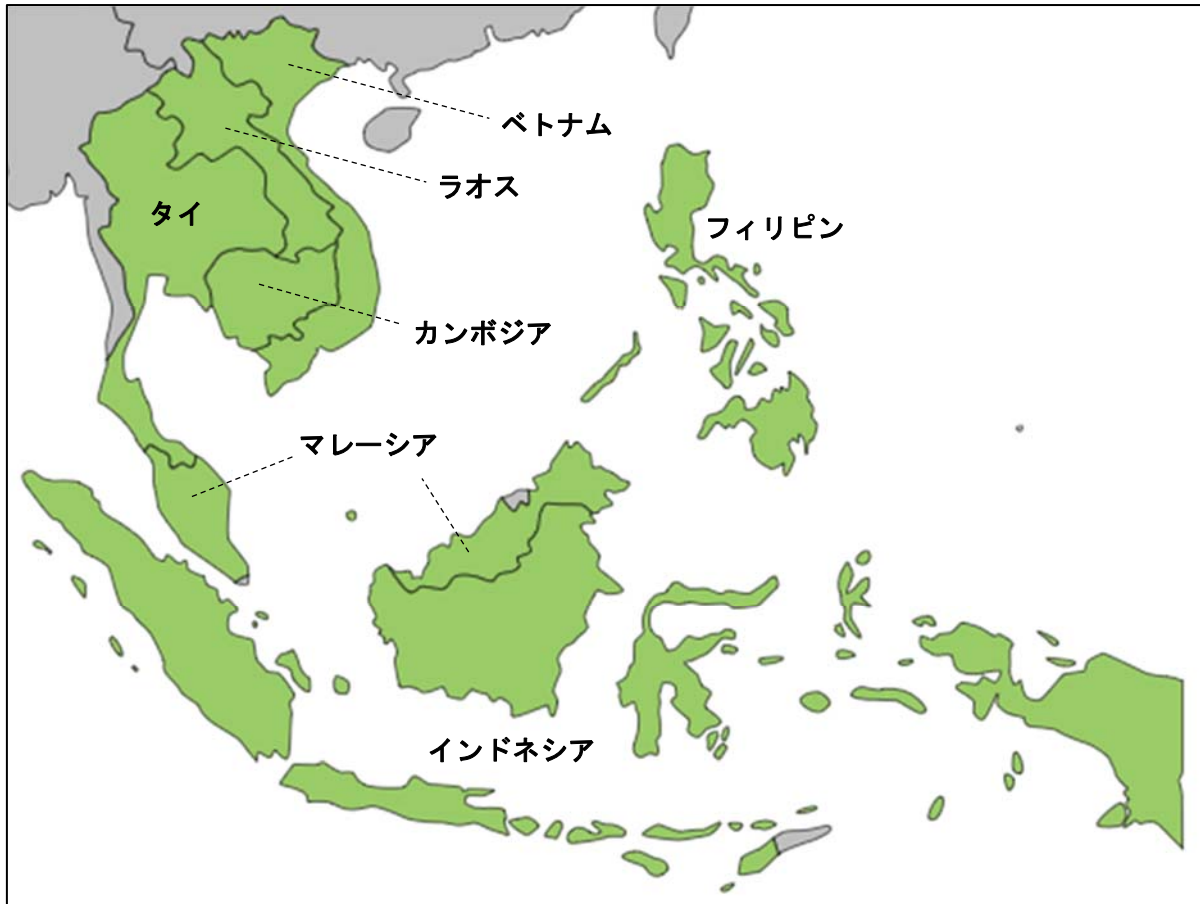 ベトナム
ラオス
タイ
フィリピン
カンボジア
マレーシア
インドネシア